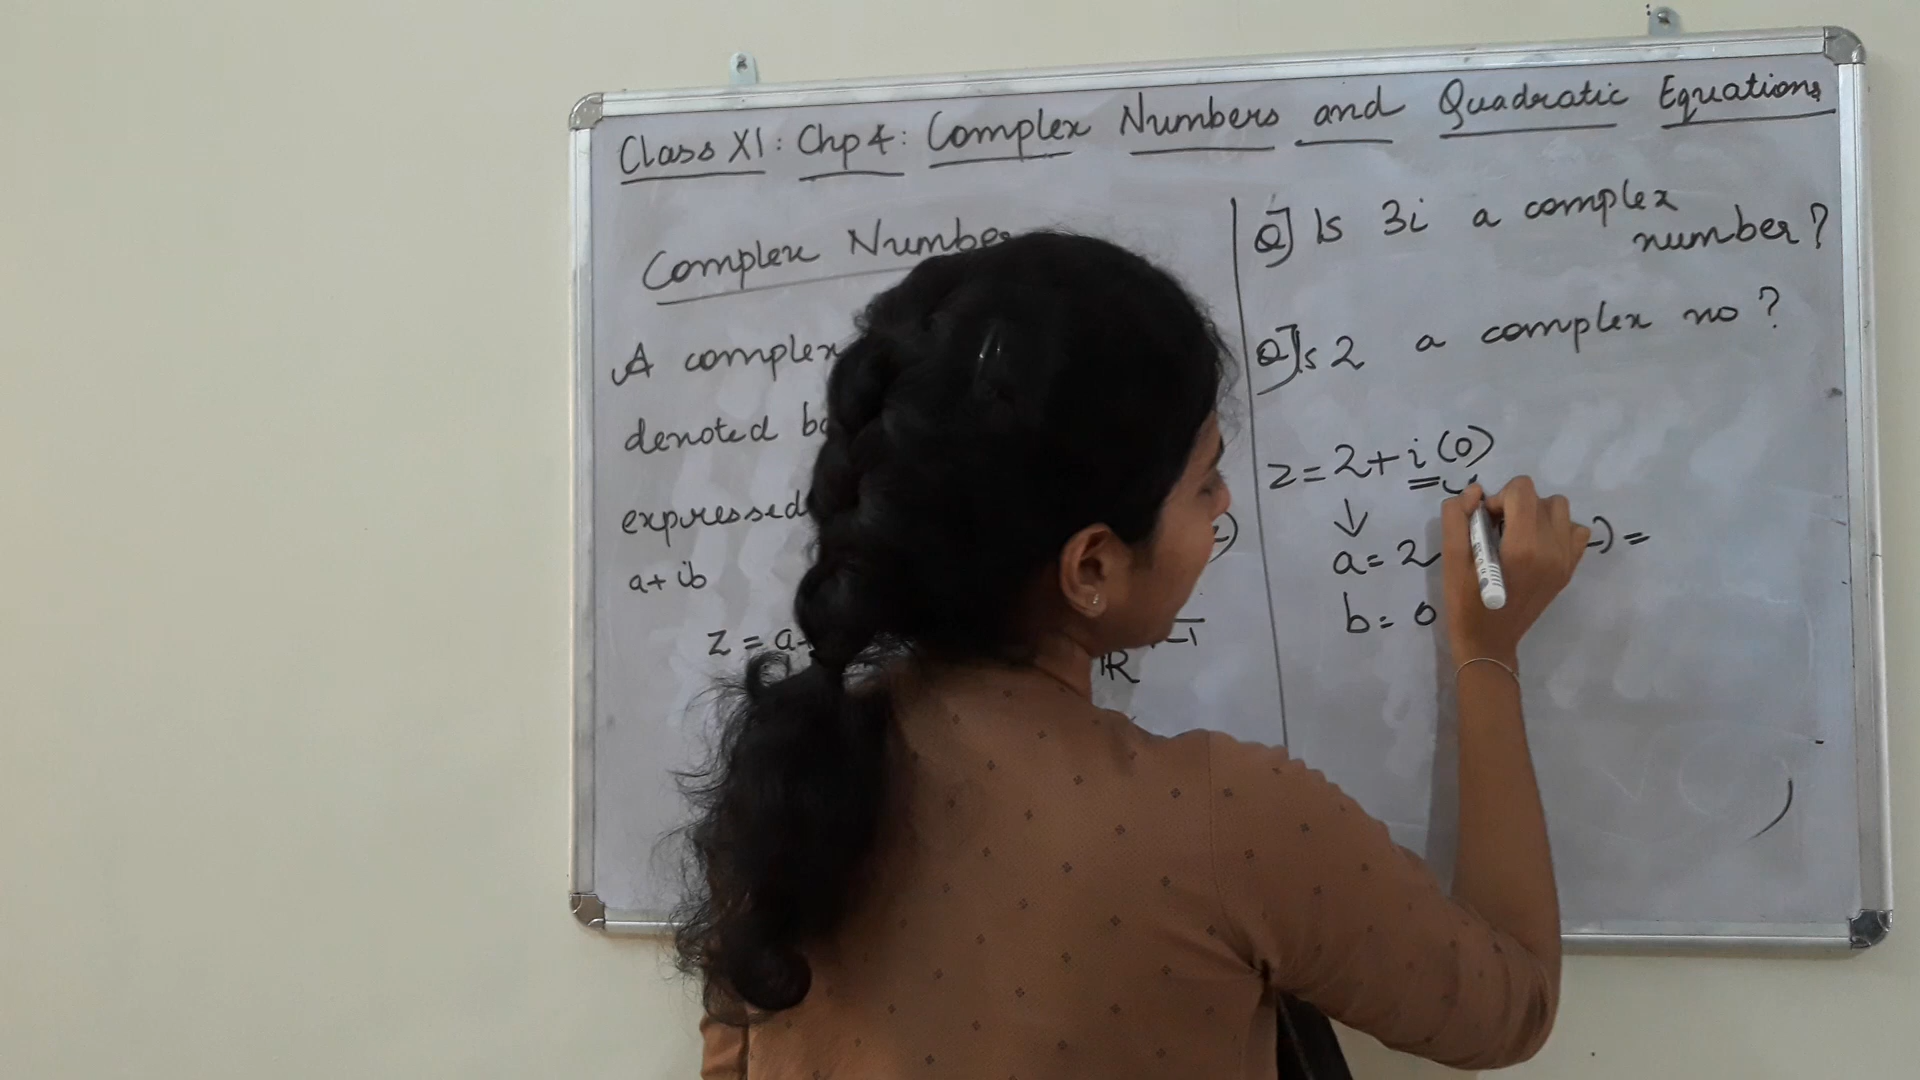 Class XI: Chp 4: Complex Numbers and Quadratic Equations
Complex Number
A complex
denoted
expressed
a+ib
z = a
IR
Q] Is 3i a complex
number?
Q] Is 2 a complex no?
z = 2 + i(0)
↓
a = 2
b = 0